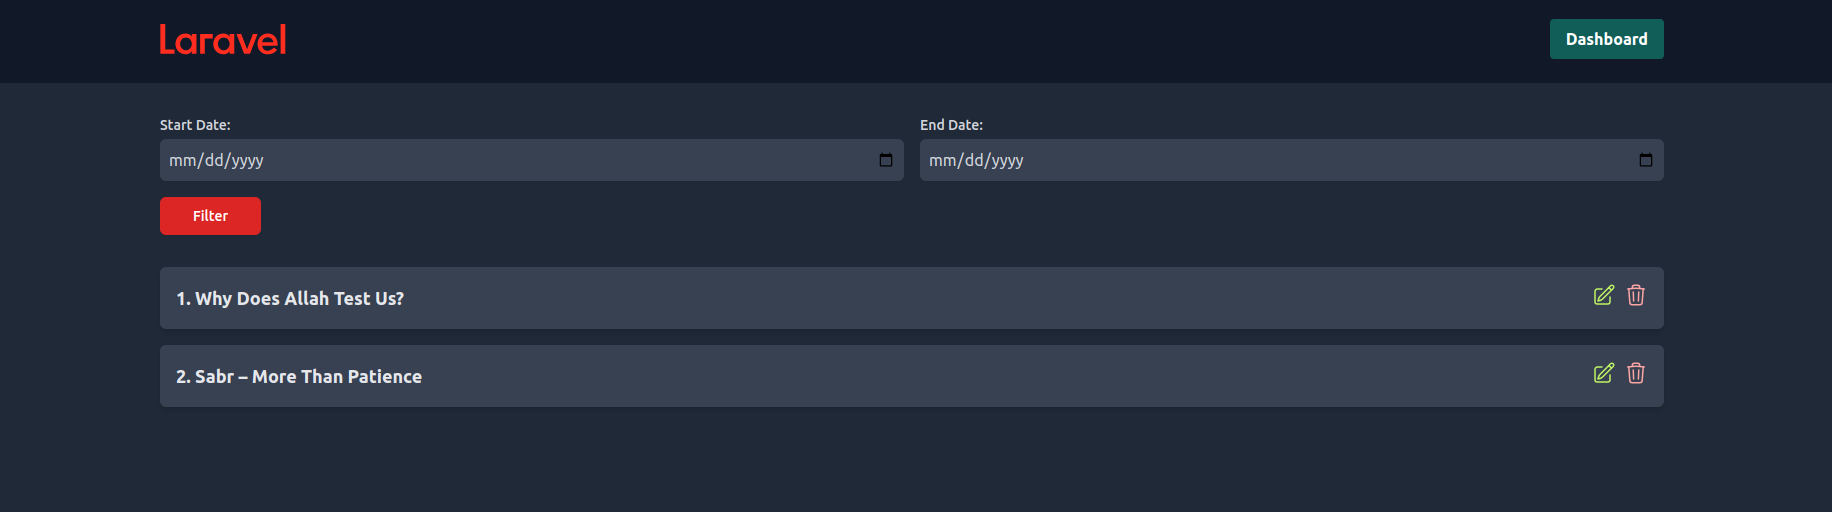 Laravel
Dashboard
Start Date:
End Date:
mm/dd/yyyy
mm/dd/yyyy
Filter
1. Why Does Allah Test Us?
2. Sabr – More Than Patience